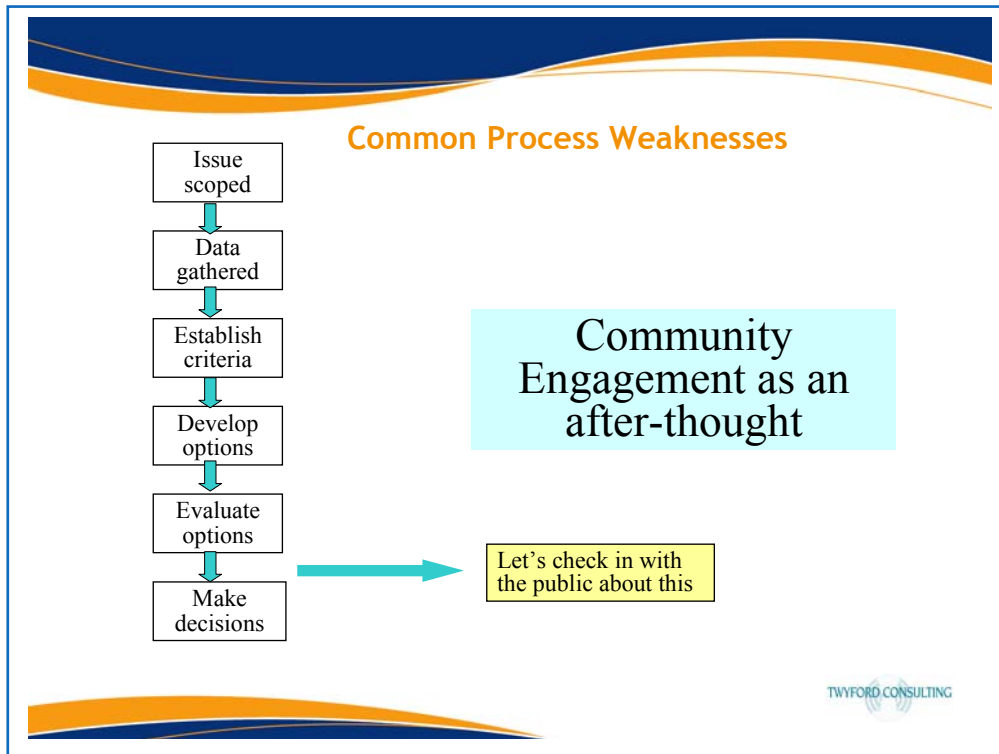 Common Process Weaknesses
Issue
scoped
Data
gathered
Establish
criteria
Develop
options
Evaluate
options
Make
decisions
Community
Engagement as an
after-thought
Let's check in with
the public about this
TWYFORD CONSULTING